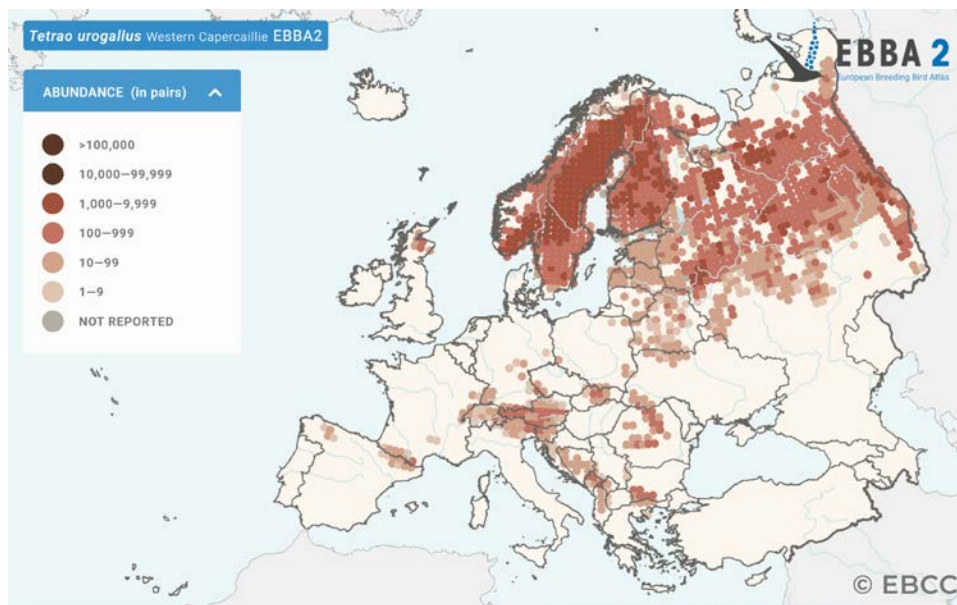 Tetrao urogallus Western Capercaillie EBBA2
EBBA 2
European Breeding Bird Atlas
ABUNDANCE (in pairs)
>100,000
10,000—99,999
1,000—9,999
100—999
10—99
1—9
NOT REPORTED
© EBCC